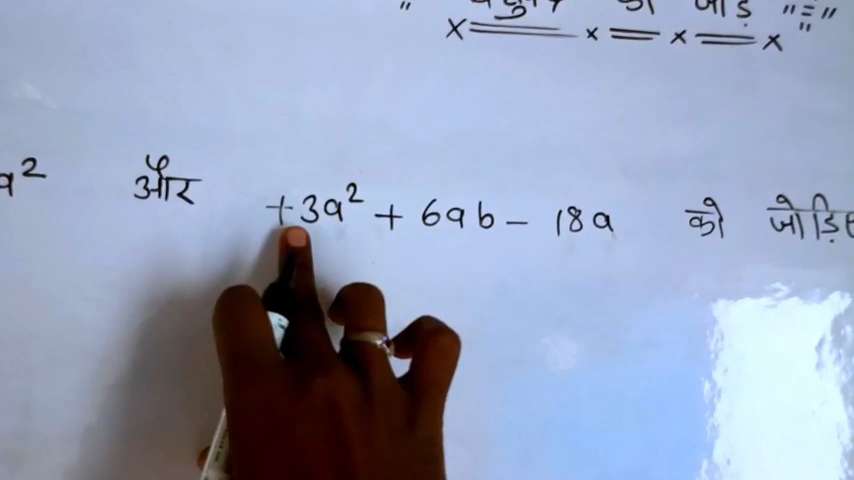 को जोड़ "="
a² और +3a² + 6ab - 18a को